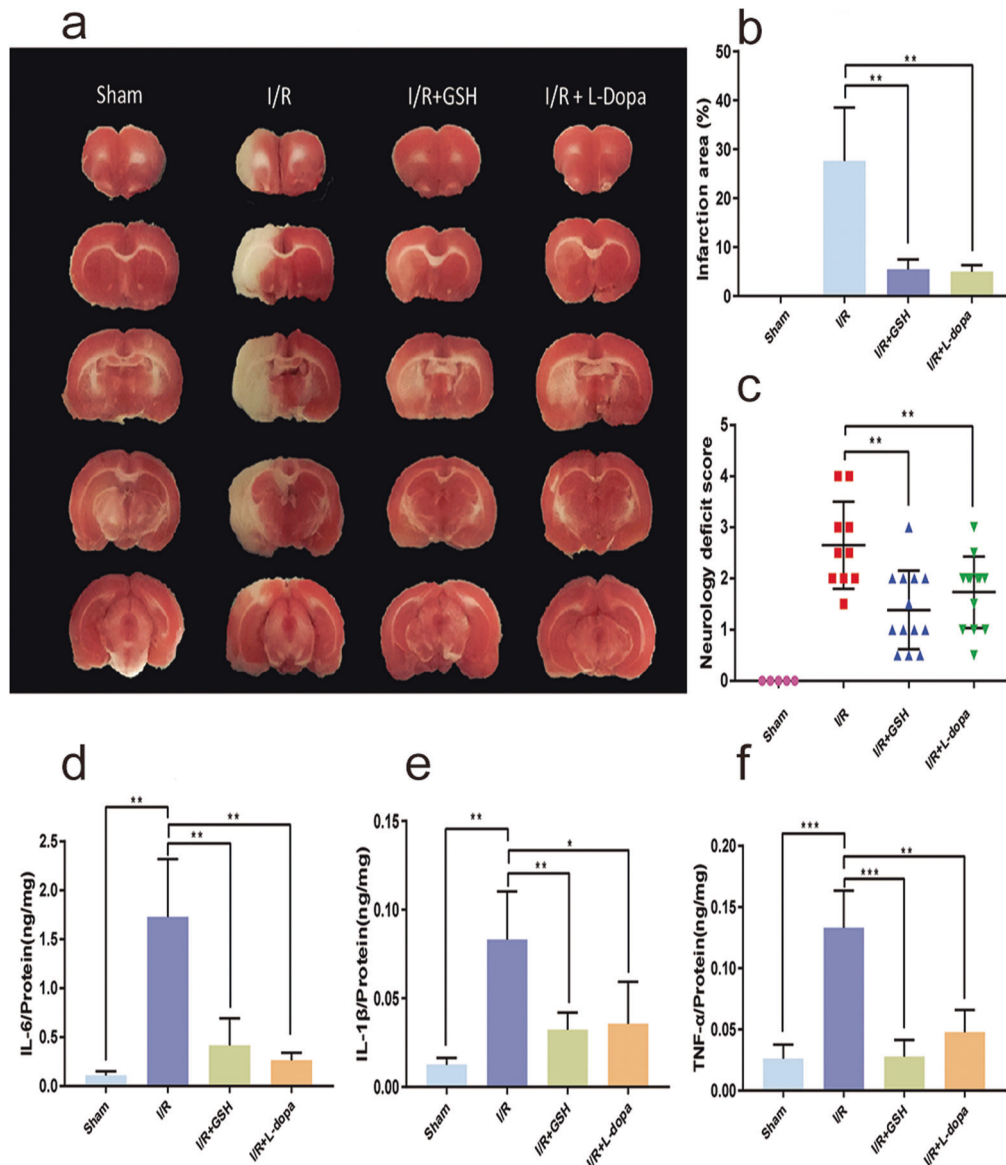 a
Sham I/R I/R+GSH I/R + L-Dopa
b
Infarction area (%)
50
40
30
20
10
0
**
**
Sham I/R I/R+GSH I/R+L-dopa
c
Neurology deficit score
5
4
3
2
1
0
**
**
Sham I/R I/R+GSH I/R+L-dopa
d
IL-6/Protein(ng/mg)
2.5
2.0
1.5
1.0
0.5
0.0
**
**
**
Sham I/R I/R+GSH I/R+L-dopa
e
IL-1β/Protein(ng/mg)
0.15
0.10
0.05
0.00
**
*
**
Sham I/R I/R+GSH I/R+L-dopa
f
TNF-α/Protein(ng/mg)
0.20
0.15
0.10
0.05
0.00
***
**
***
Sham I/R I/R+GSH I/R+L-dopa